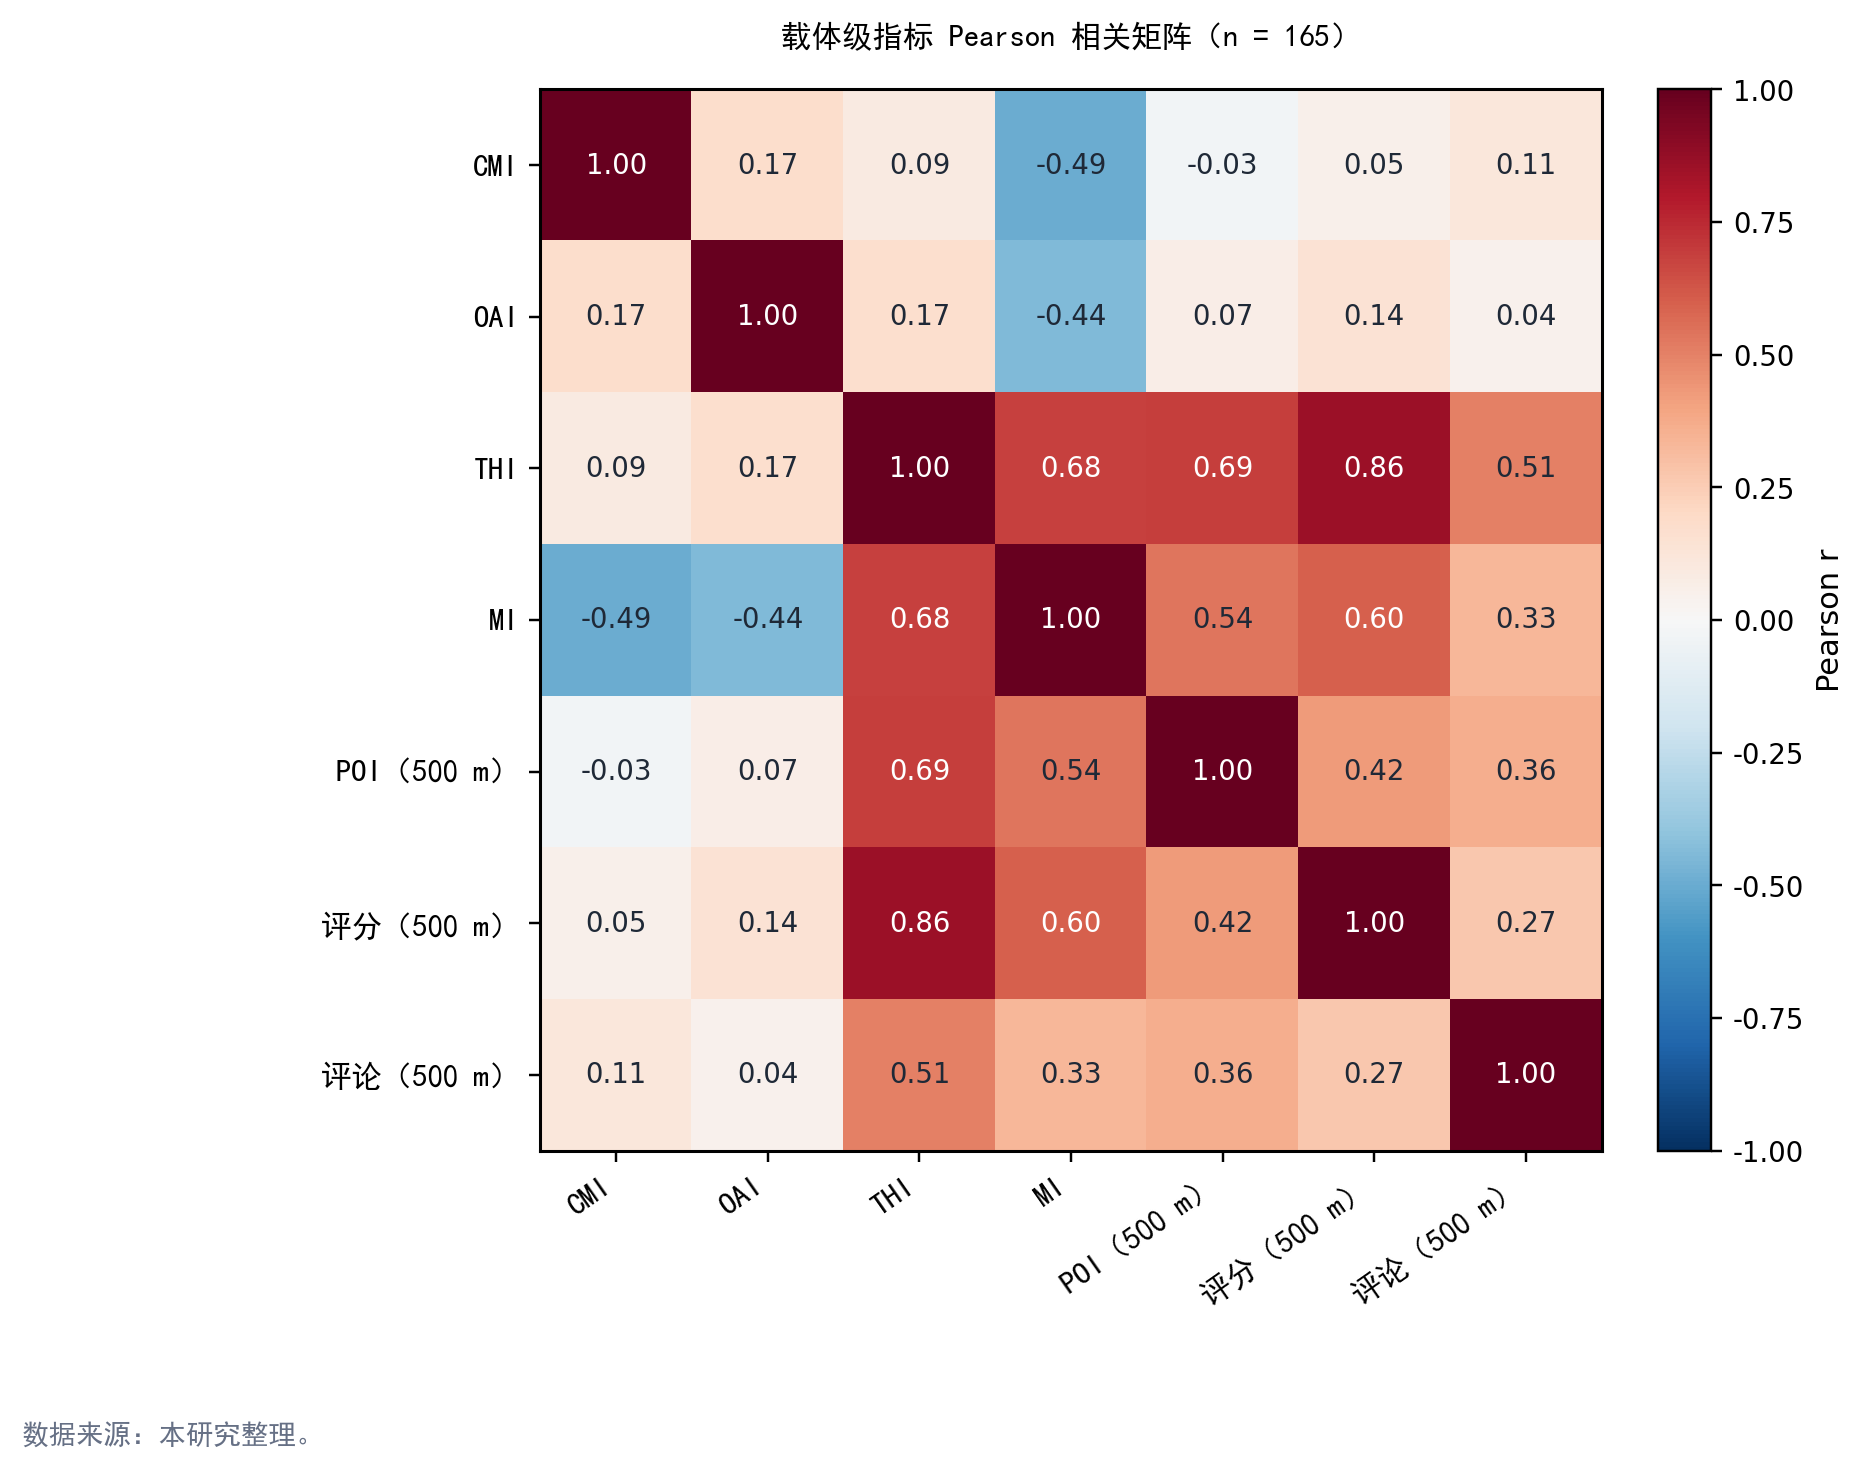 载体级指标 Pearson 相关矩阵（n = 165）
CMI 1.00 0.17 0.09 -0.49 -0.03 0.05 0.11
OAI 0.17 1.00 0.17 -0.44 0.07 0.14 0.04
THI 0.09 0.17 1.00 0.68 0.69 0.86 0.51
MI -0.49 -0.44 0.68 1.00 0.54 0.60 0.33
POI（500 m） -0.03 0.07 0.69 0.54 1.00 0.42 0.36
评分（500 m） 0.05 0.14 0.86 0.60 0.42 1.00 0.27
评论（500 m） 0.11 0.04 0.51 0.33 0.36 0.27 1.00
CMI OAI THI MI POI（500 m） 评分（500 m） 评论（500 m）
1.00
0.75
0.50
0.25
0.00
-0.25
-0.50
-0.75
-1.00
Pearson r
数据来源：本研究整理。